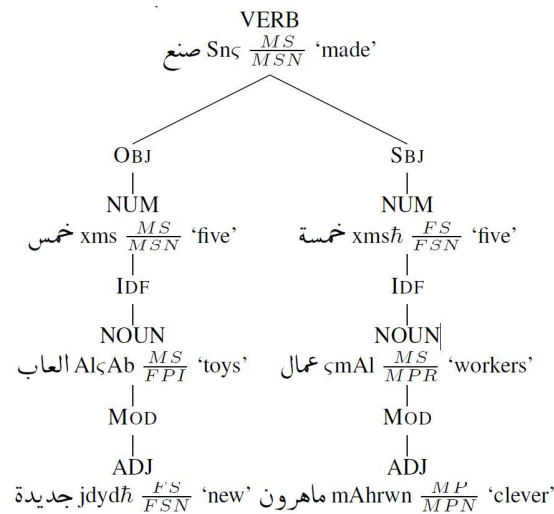 VERB
صنع Snς MS/MSN ‘made’
OBJ SBJ
NUM NUM
خمس xms MS/MSN ‘five’ خمسة xmsħ FS/FSN ‘five’
IDF IDF
NOUN NOUN
العاب AlςAb MS/FPI ‘toys’ عمال ςmAl MS/MPR ‘workers’
MOD MOD
ADJ ADJ
جديدة jdydħ FS/FSN ‘new’ ماهرون mAhrwn MP/MPN ‘clever’